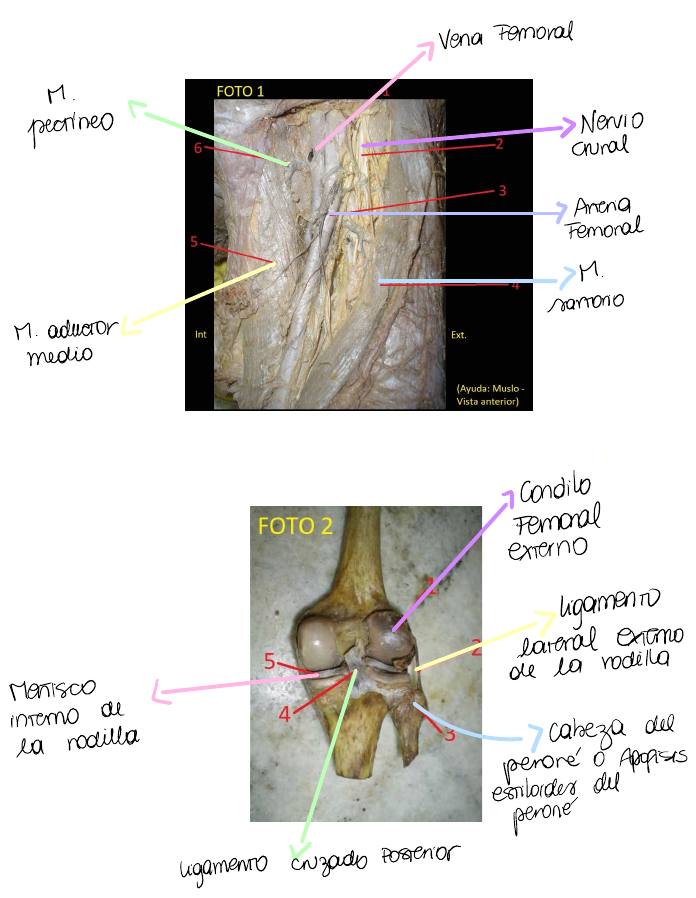 Vena Femoral
FOTO 1
1
M.
pectíneo
Nervio
crural
6
2
3
Arteria
Femoral
5
M.
sartorio
4
M. aductor
medio
Int
Ext.
(Ayuda: Muslo -
Vista anterior)
Condilo
Femoral
externo
FOTO 2
1
ligamento
lateral externo
de la rodilla
2
5
Menisco
interno de
la rodilla
4
3
Cabeza del
peroné o Apófisis
estiloides del
peroné
ligamento cruzado Posterior